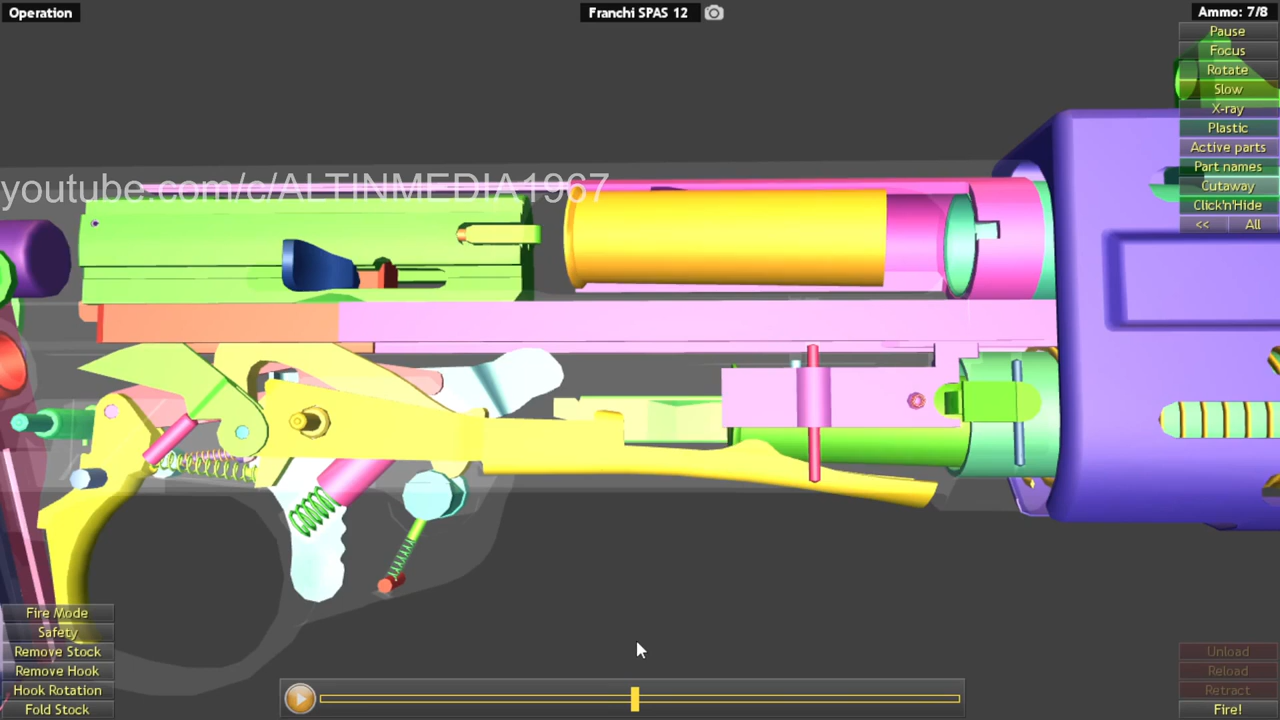 Operation
Franchi SPAS 12
Ammo: 7/8
Pause
Focus
Rotate
Slow
X-ray
Plastic
Active parts
Part names
Cutaway
Click'n'Hide
<< All
youtube.com/c/ALTINMEDIA1967
Fire Mode
Safety
Remove Stock
Remove Hook
Hook Rotation
Fold Stock
Unload
Reload
Retract
Fire!